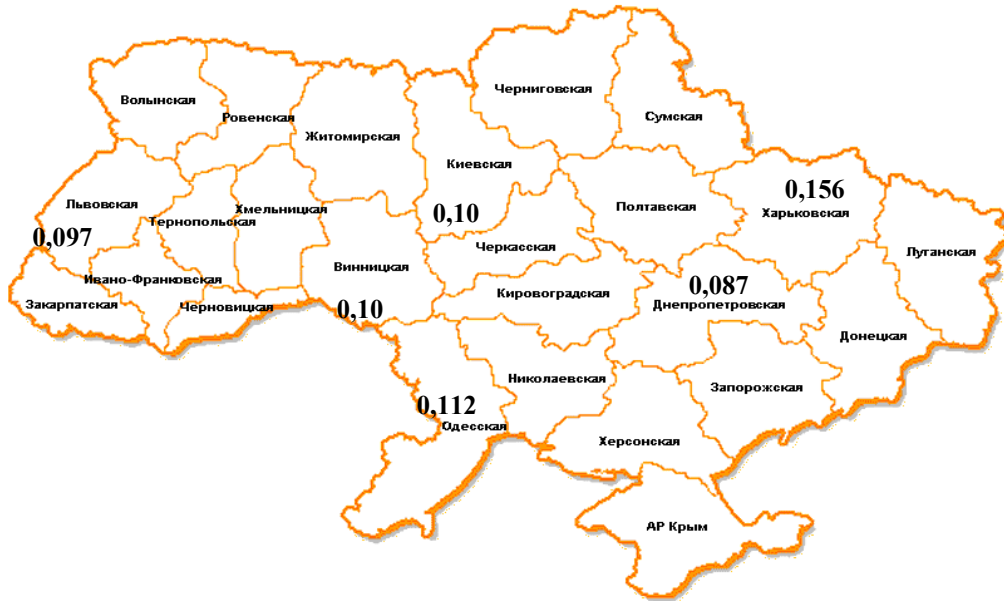 Черниговская
Волынская
Ровенская
Сумская
Житомирская
Киевская
0,156
Харьковская
Львовская
Хмельницкая
Тернопольская
0,10
Полтавская
0,097
Черкасская
Луганская
Винницкая
Ивано-Франковская
0,087
Закарпатская
Черновицкая
0,10
Кировоградская
Днепропетровская
Донецкая
Николаевская
Запорожская
0,112
Одесская
Херсонская
АР Крым